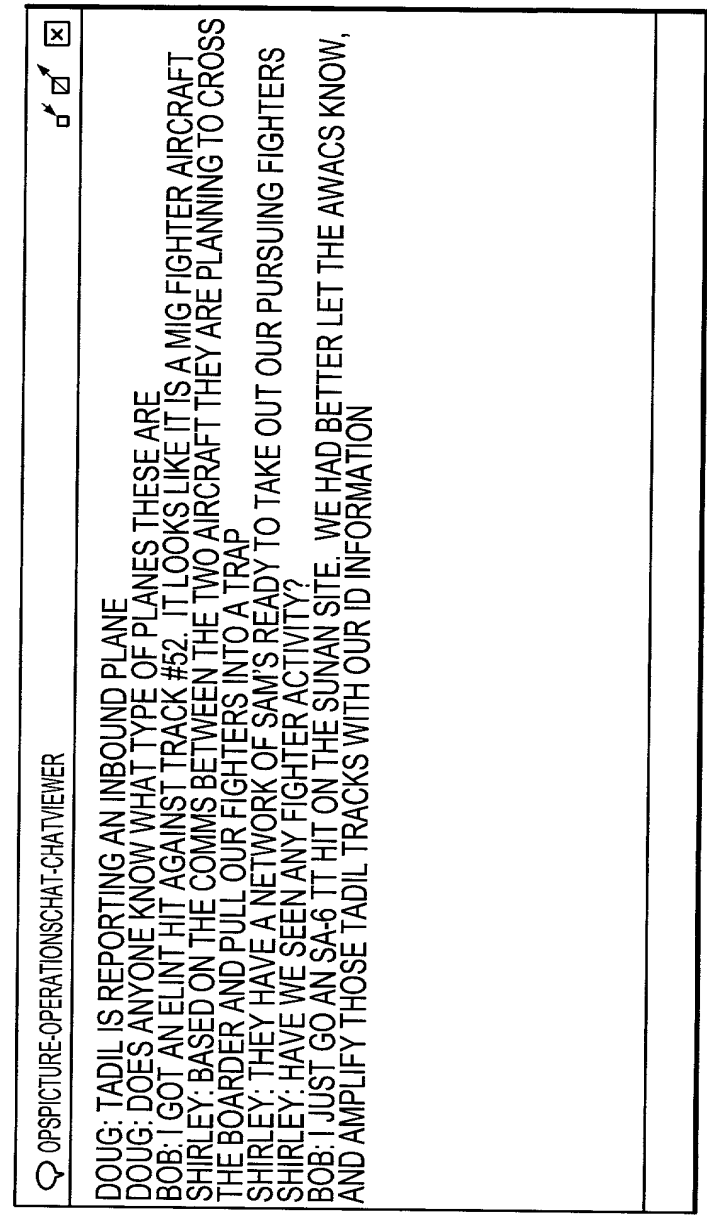 OPSPICTURE-OPERATIONSCHAT-CHATVIEWER
DOUG: TADIL IS REPORTING AN INBOUND PLANE
DOUG: DOES ANYONE KNOW WHAT TYPE OF PLANES THESE ARE
BOB: I GOT AN ELINT HIT AGAINST TRACK #52.  IT LOOKS LIKE IT IS A MIG FIGHTER AIRCRAFT
SHIRLEY: BASED ON THE COMMS BETWEEN THE TWO AIRCRAFT THEY ARE PLANNING TO CROSS
THE BOARDER AND PULL OUR FIGHTERS INTO A TRAP
SHIRLEY: THEY HAVE A NETWORK OF SAM'S READY TO TAKE OUT OUR PURSUING FIGHTERS
SHIRLEY: HAVE WE SEEN ANY FIGHTER ACTIVITY?
BOB: I JUST GO AN SA-6 TT HIT ON THE SUNAN SITE.  WE HAD BETTER LET THE AWACS KNOW,
AND AMPLIFY THOSE TADIL TRACKS WITH OUR ID INFORMATION